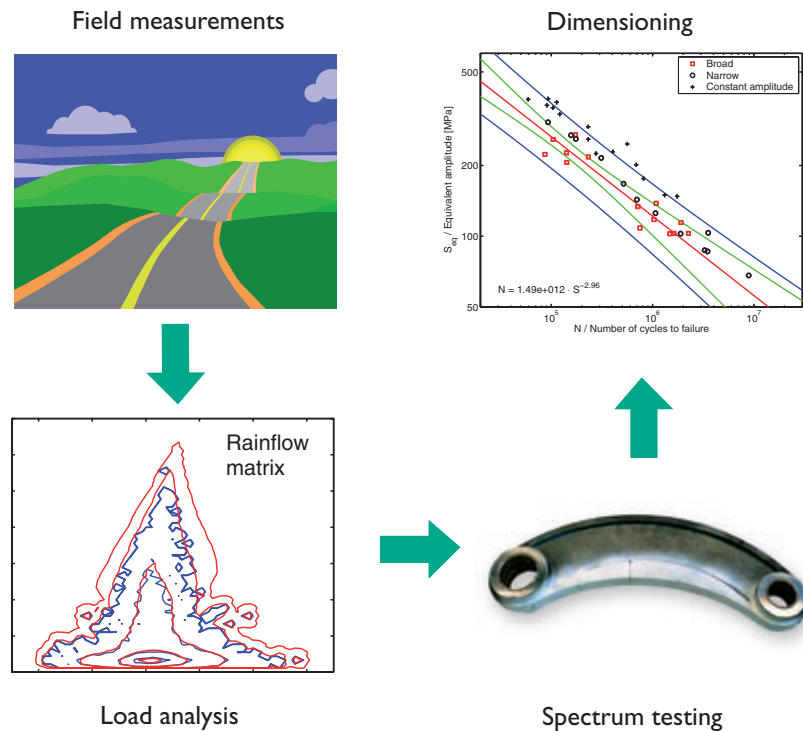 Field measurements
Dimensioning
500
200
100
50
S_eq / Equivalent amplitude [MPa]
Broad
Narrow
Constant amplitude
N = 1.49e+012 · S^−2.96
10^5
10^6
10^7
N / Number of cycles to failure
Rainflow
matrix
Load analysis
Spectrum testing